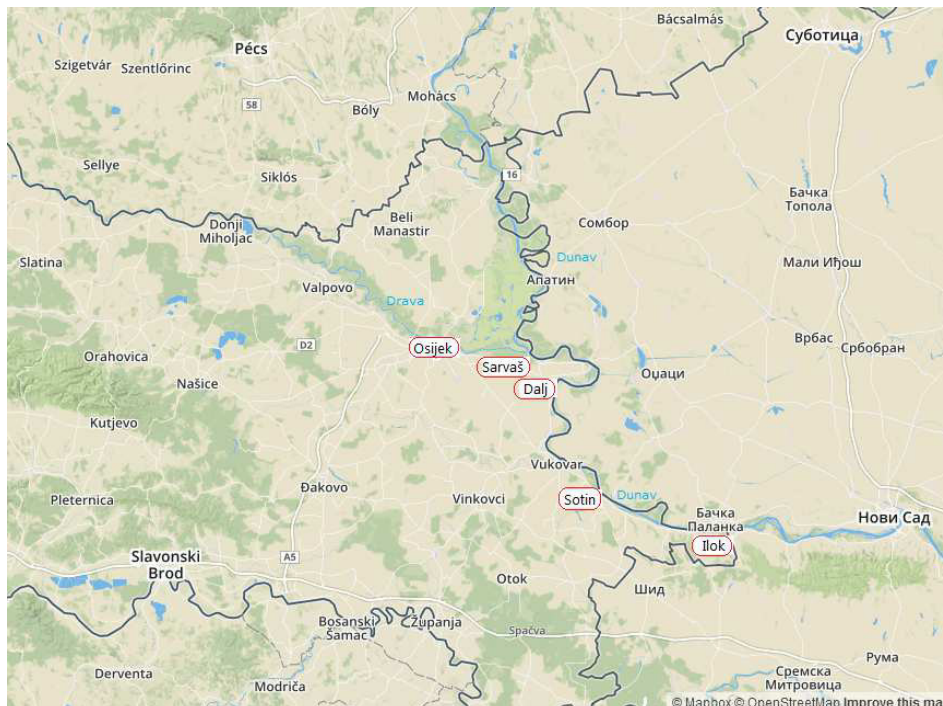 Bácsalmás
Суботица
Pécs
Szigetvár
Szentlőrinc
Mohács
58
Bóly
Sellye
Siklós
16
Бачка
Топола
Beli
Manastir
Сомбор
Donji
Miholjac
Slatina
Dunav
Мали Иђош
Апатин
Valpovo
Drava
Врбас
Србобран
D2
Osijek
Orahovica
Sarvaš
Оџаци
Našice
Dalj
Kutjevo
Vukovar
Đakovo
Pleternica
Vinkovci
Sotin
Dunav
Бачка
Паланка
Нови Сад
Ilok
Slavonski
Brod
A5
Otok
Шид
Bosanski
Šamac
Županja
Spačva
Рума
Derventa
Modriča
Сремска
Митровица
© Mapbox © OpenStreetMap Improve this ma